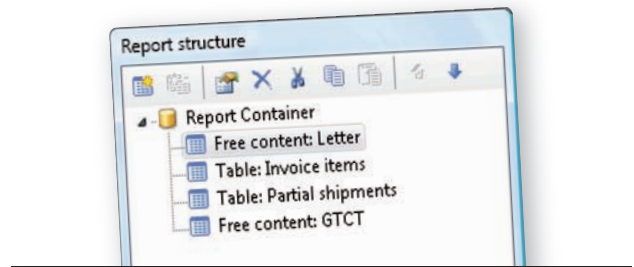 Report structure
Report Container
Free content: Letter
Table: Invoice items
Table: Partial shipments
Free content: GTCT